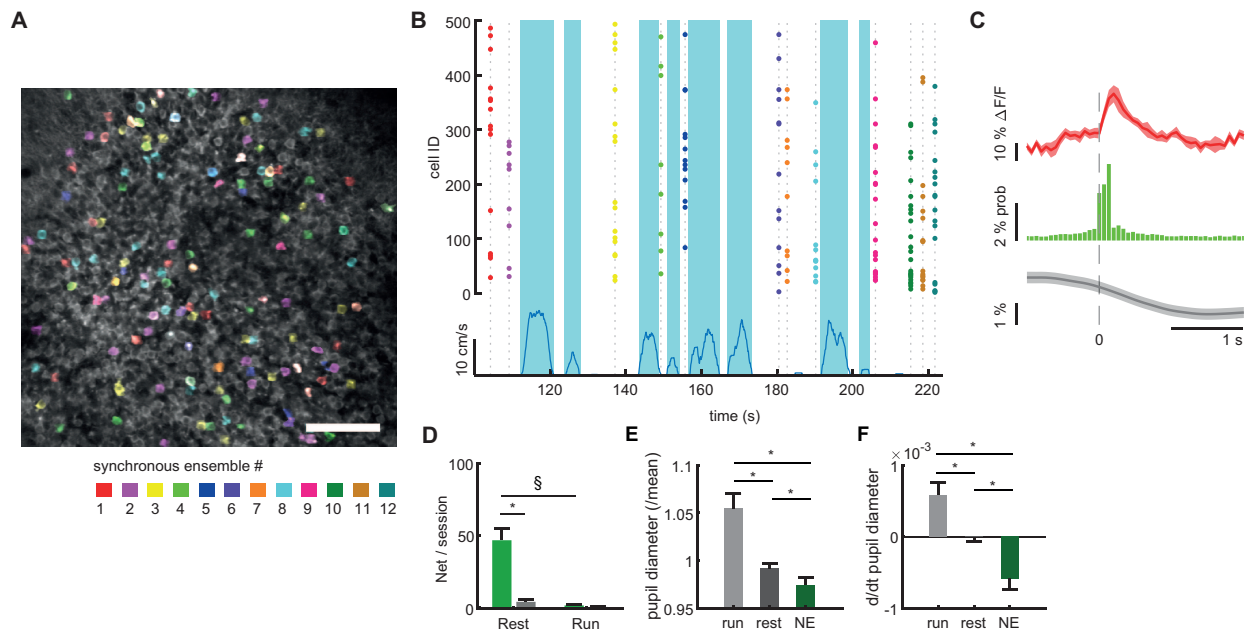 A
synchronous ensemble #
1 2 3 4 5 6 7 8 9 10 11 12
B
500
400
300
200
100
0
cell ID
10 cm/s
120 140 160 180 200 220
time (s)
C
10 % ΔF/F
2 % prob
1 %
0
1 s
D
100
50
0
Net / session
§
*
Rest Run
E
1.1
1.05
1
0.95
pupil diameter (/mean)
*
* *
run rest NE
F
× 10⁻³
1
0
-1
d/dt pupil diameter
*
* *
run rest NE